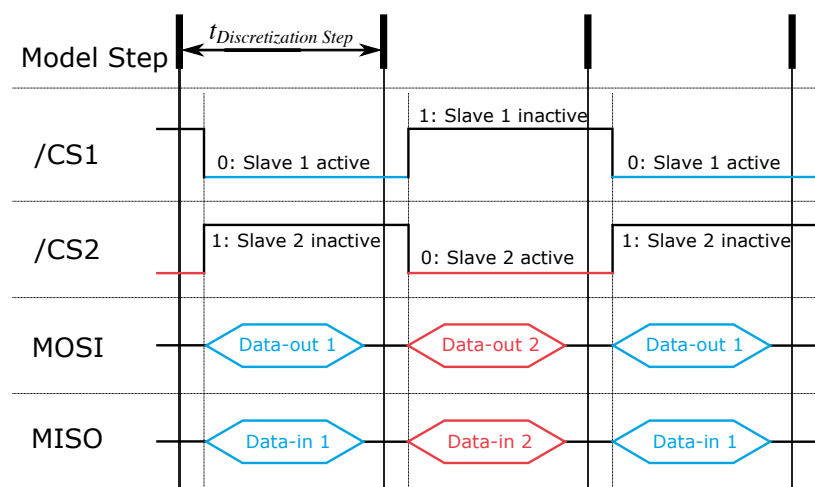 t Discretization Step
Model Step
/CS1
0: Slave 1 active
1: Slave 1 inactive
0: Slave 1 active
/CS2
1: Slave 2 inactive
0: Slave 2 active
1: Slave 2 inactive
MOSI
Data-out 1
Data-out 2
Data-out 1
MISO
Data-in 1
Data-in 2
Data-in 1